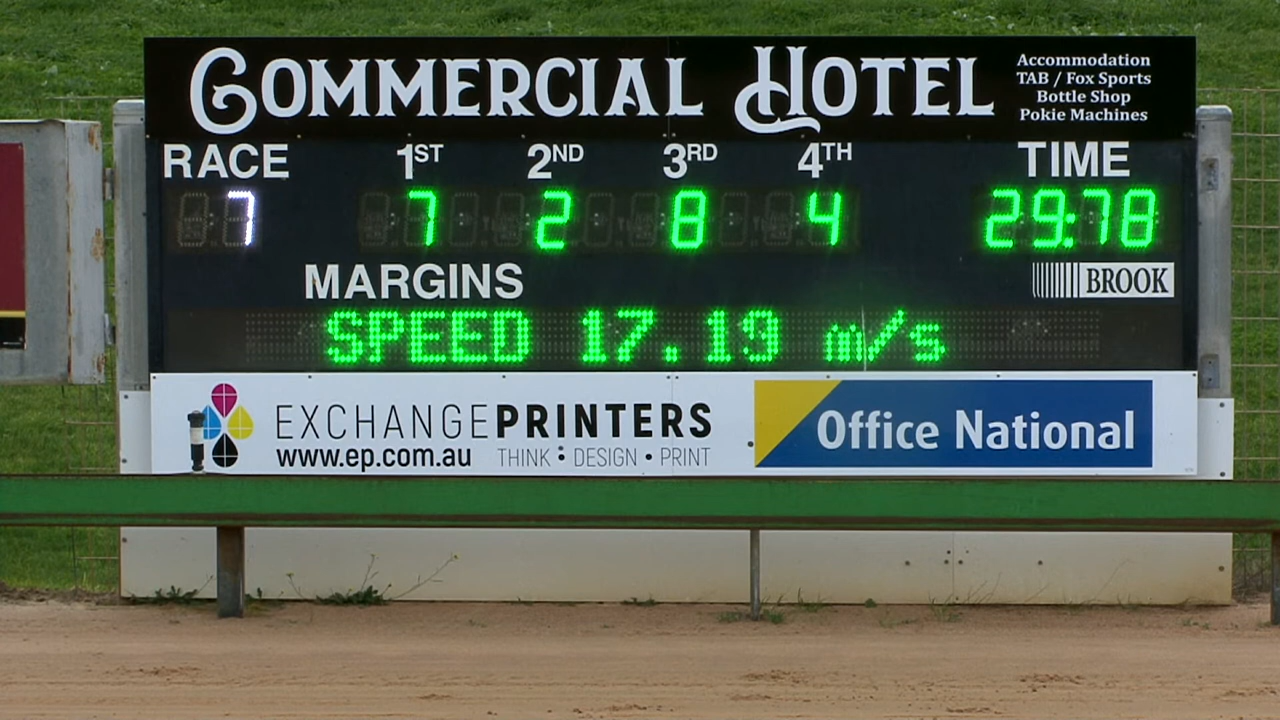 COMMERCIAL HOTEL
Accommodation
TAB / Fox Sports
Bottle Shop
Pokie Machines
RACE 1ST 2ND 3RD 4TH TIME
7 7 2 8 4 29:78
MARGINS
BROOK
SPEED 17.19 m/s
EXCHANGEPRINTERS
www.ep.com.au THINK • DESIGN • PRINT
Office National